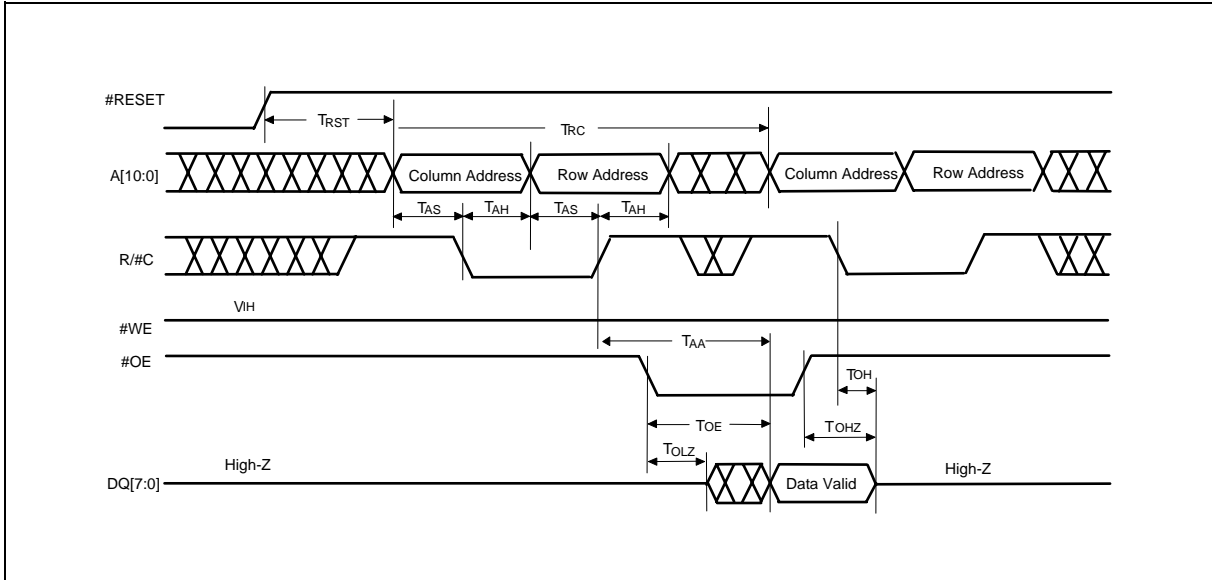 #RESET
TRST
TRC
A[10:0]
Column Address
Row Address
Column Address
Row Address
TAS
TAH
TAS
TAH
R/#C
VIH
#WE
TAA
#OE
TOH
TOE
TOHZ
TOLZ
High-Z
High-Z
DQ[7:0]
Data Valid